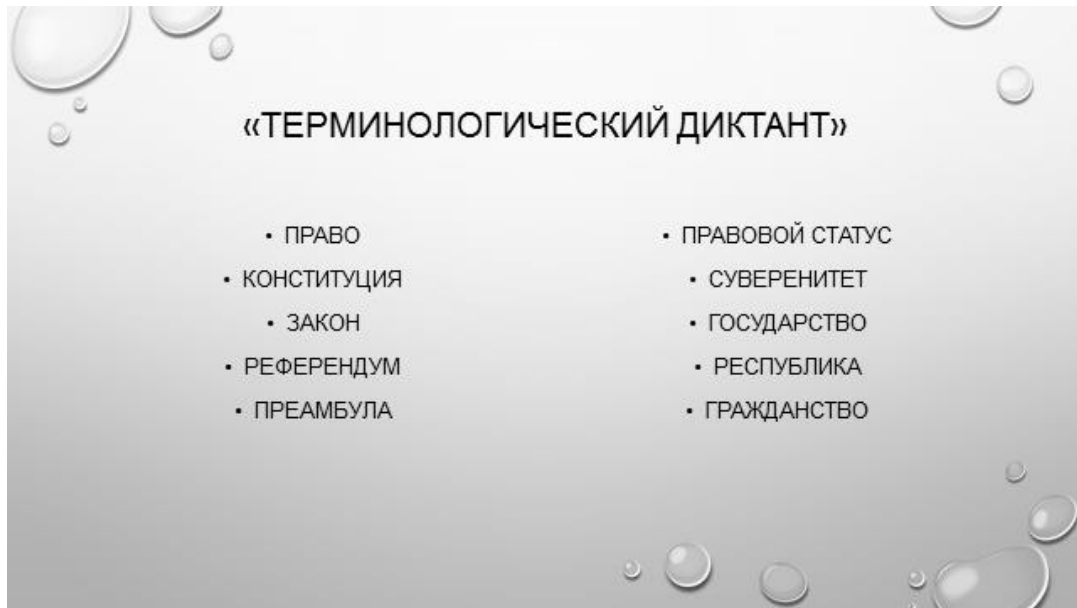 «ТЕРМИНОЛОГИЧЕСКИЙ ДИКТАНТ»
• ПРАВО
• КОНСТИТУЦИЯ
• ЗАКОН
• РЕФЕРЕНДУМ
• ПРЕАМБУЛА
• ПРАВОВОЙ СТАТУС
• СУВЕРЕНИТЕТ
• ГОСУДАРСТВО
• РЕСПУБЛИКА
• ГРАЖДАНСТВО